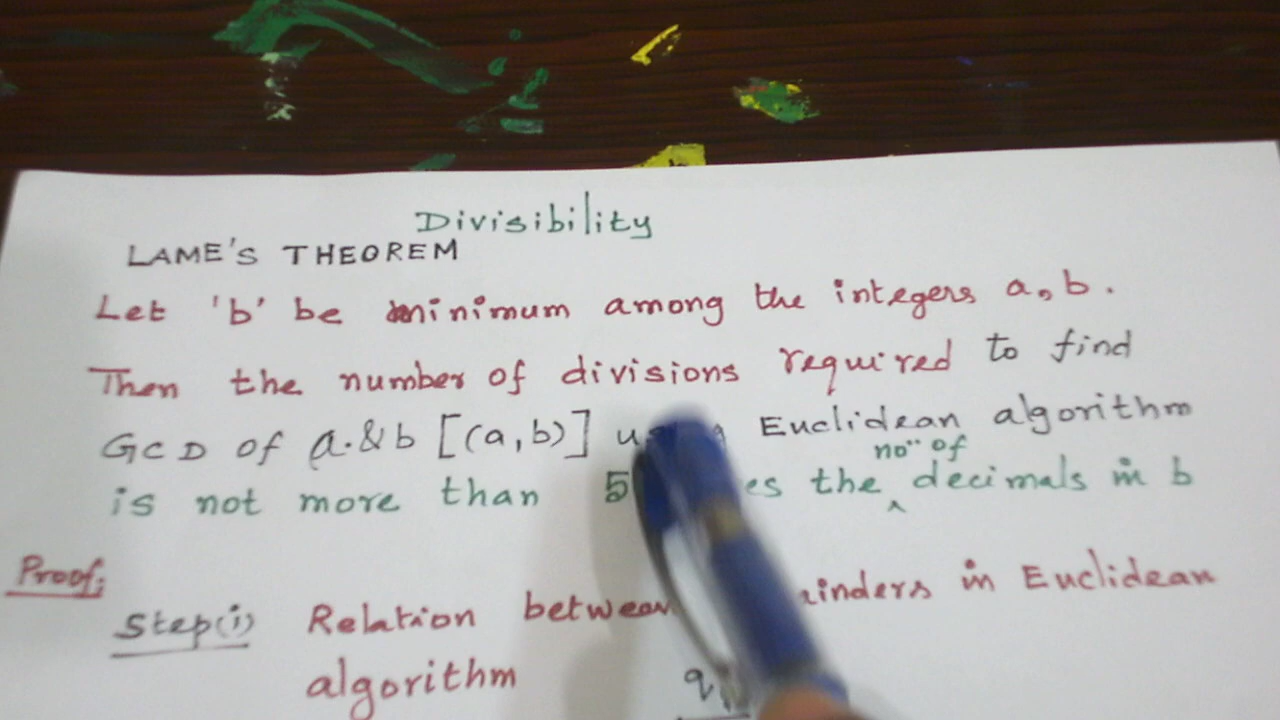 Divisibility
LAME'S THEOREM
Let 'b' be minimum among the integers a, b.
Then the number of divisions required to find
GCD of a & b [(a,b)] Euclidean algorithm
no of
is not more than 5 the ‸ decimals in b
Proof:
Step(i) Relation between in Euclidean
algorithm